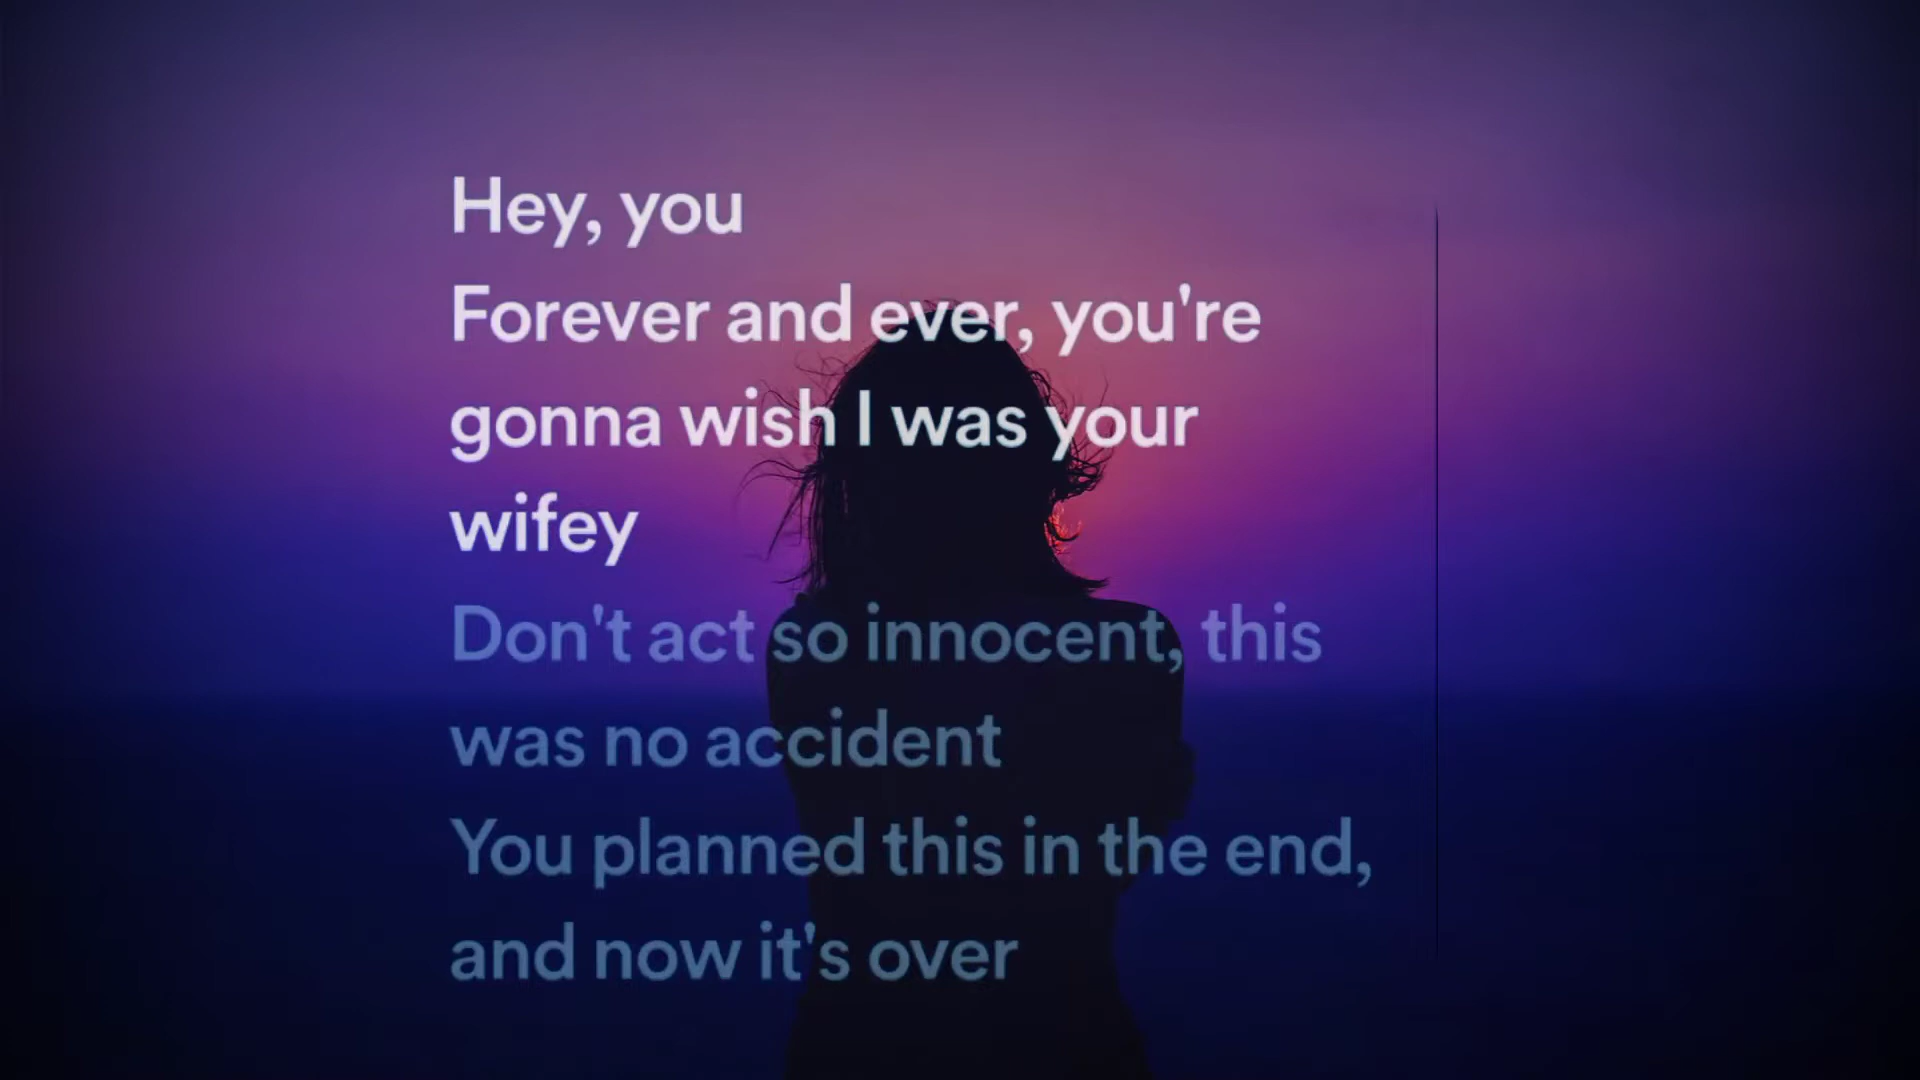 Hey, you
Forever and ever, you're
gonna wish I was your
wifey
Don't act so innocent, this
was no accident
You planned this in the end,
and now it's over